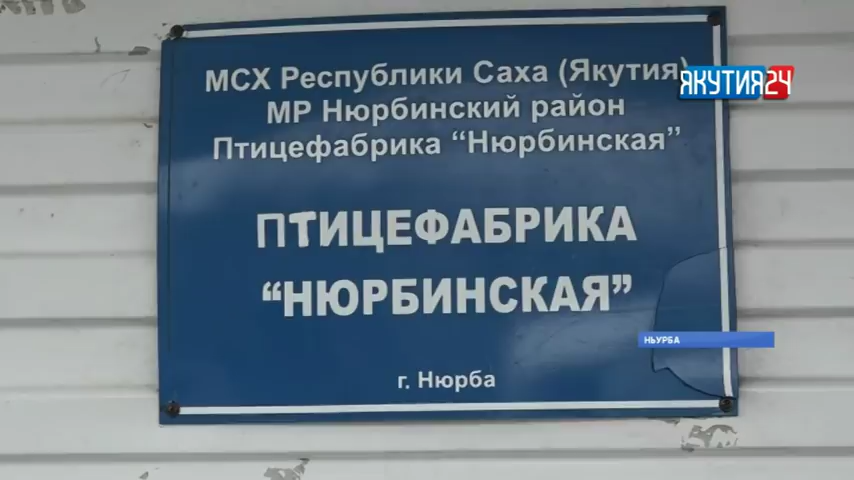 МСХ Республики Саха (Якутия)
ЯКУТИЯ24
МР Нюрбинский район
Птицефабрика “Нюрбинская”
ПТИЦЕФАБРИКА
“НЮРБИНСКАЯ”
НЬУРБА
г. Нюрба